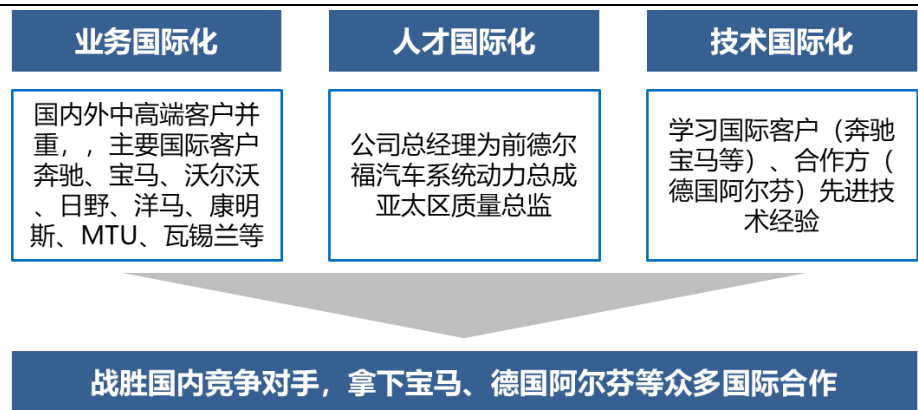 业务国际化
国内外中高端客户并
重，，主要国际客户
奔驰、宝马、沃尔沃
、日野、洋马、康明
斯、MTU、瓦锡兰等
人才国际化
公司总经理为前德尔
福汽车系统动力总成
亚太区质量总监
技术国际化
学习国际客户（奔驰
宝马等）、合作方（
德国阿尔芬）先进技
术经验
战胜国内竞争对手，拿下宝马、德国阿尔芬等众多国际合作